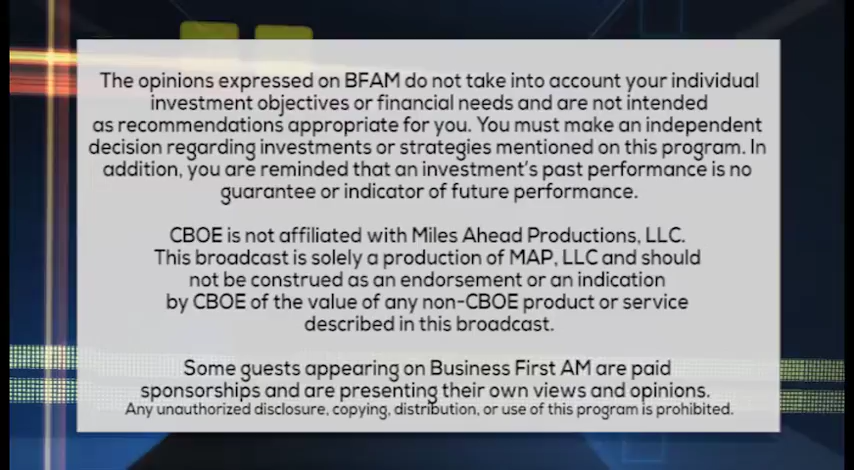 The opinions expressed on BFAM do not take into account your individual
investment objectives or financial needs and are not intended
as recommendations appropriate for you. You must make an independent
decision regarding investments or strategies mentioned on this program. In
addition, you are reminded that an investment's past performance is no
guarantee or indicator of future performance.
CBOE is not affiliated with Miles Ahead Productions, LLC.
This broadcast is solely a production of MAP, LLC and should
not be construed as an endorsement or an indication
by CBOE of the value of any non-CBOE product or service
described in this broadcast.
Some guests appearing on Business First AM are paid
sponsorships and are presenting their own views and opinions.
Any unauthorized disclosure, copying, distribution, or use of this program is prohibited.